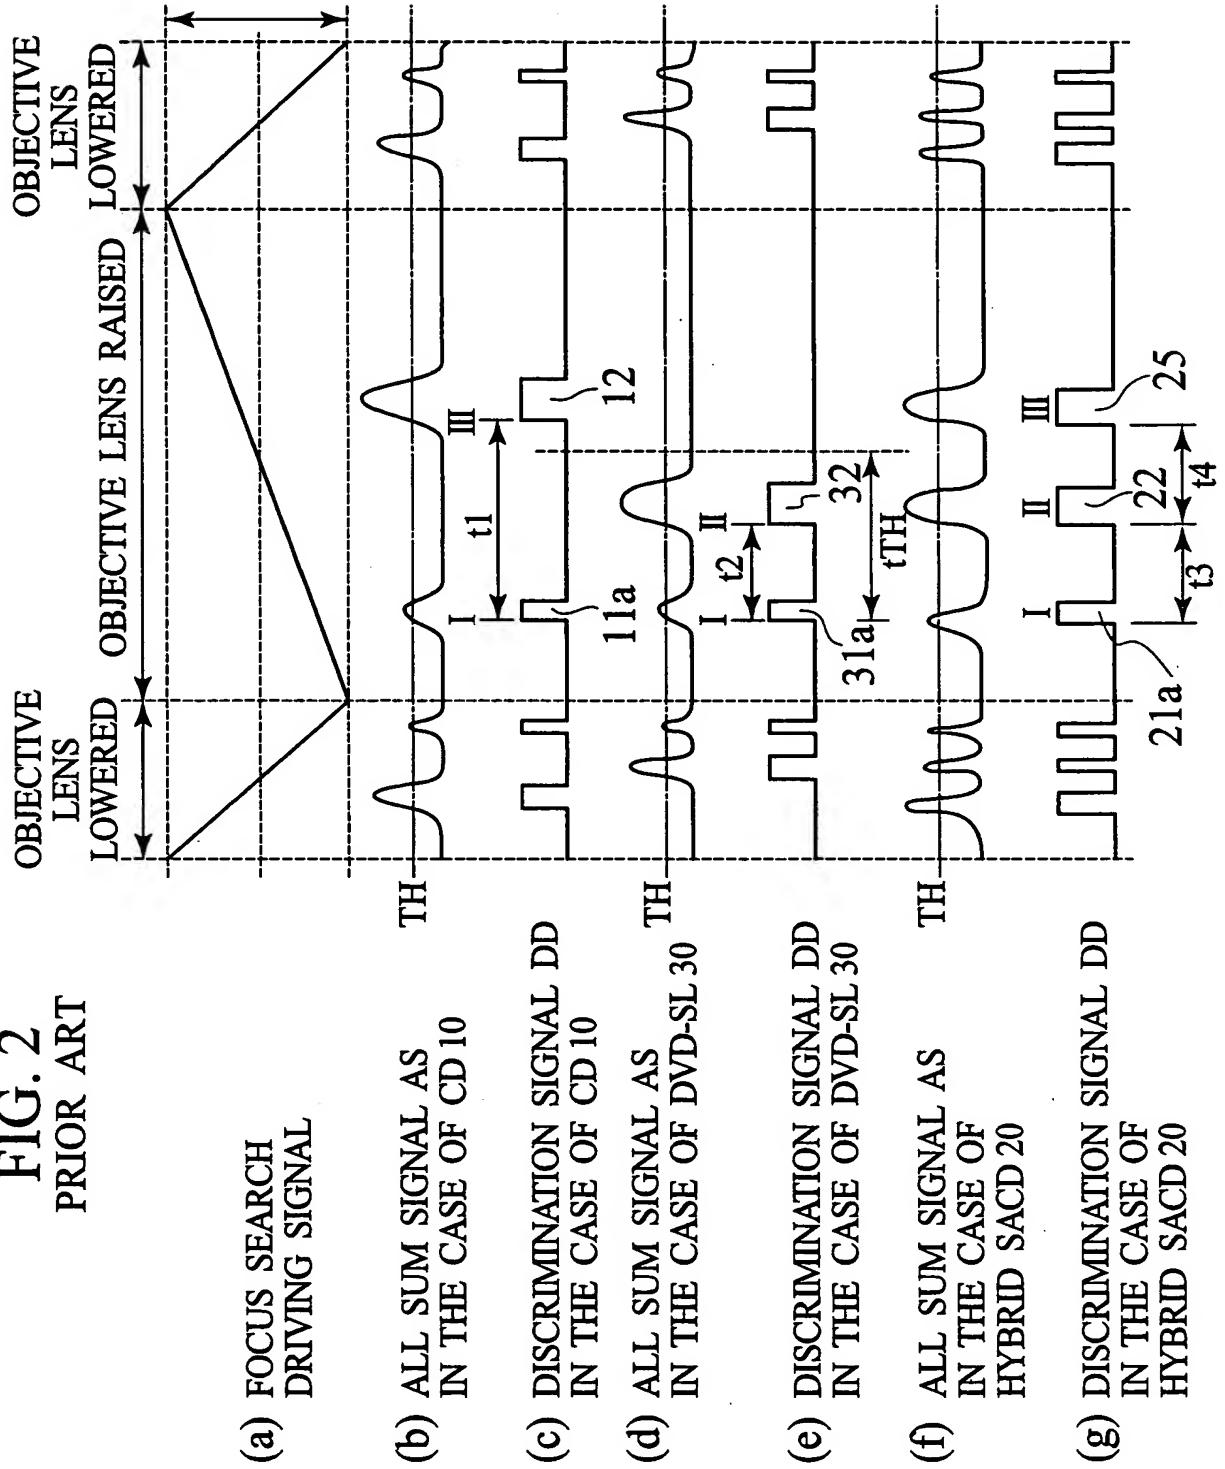 FIG. 2
PRIOR ART
OBJECTIVE
LENS
LOWERED
OBJECTIVE LENS RAISED
OBJECTIVE
LENS
LOWERED
(a) FOCUS SEARCH
DRIVING SIGNAL
(b) ALL SUM SIGNAL AS
IN THE CASE OF CD 10
TH
I
III
t1
(c) DISCRIMINATION SIGNAL DD
IN THE CASE OF CD 10
11a
12
(d) ALL SUM SIGNAL AS
IN THE CASE OF DVD-SL 30
TH
I
II
t2
(e) DISCRIMINATION SIGNAL DD
IN THE CASE OF DVD-SL 30
31a
32
tTH
(f) ALL SUM SIGNAL AS
IN THE CASE OF
HYBRID SACD 20
TH
I
II
III
(g) DISCRIMINATION SIGNAL DD
IN THE CASE OF
HYBRID SACD 20
21a
22
25
t3
t4